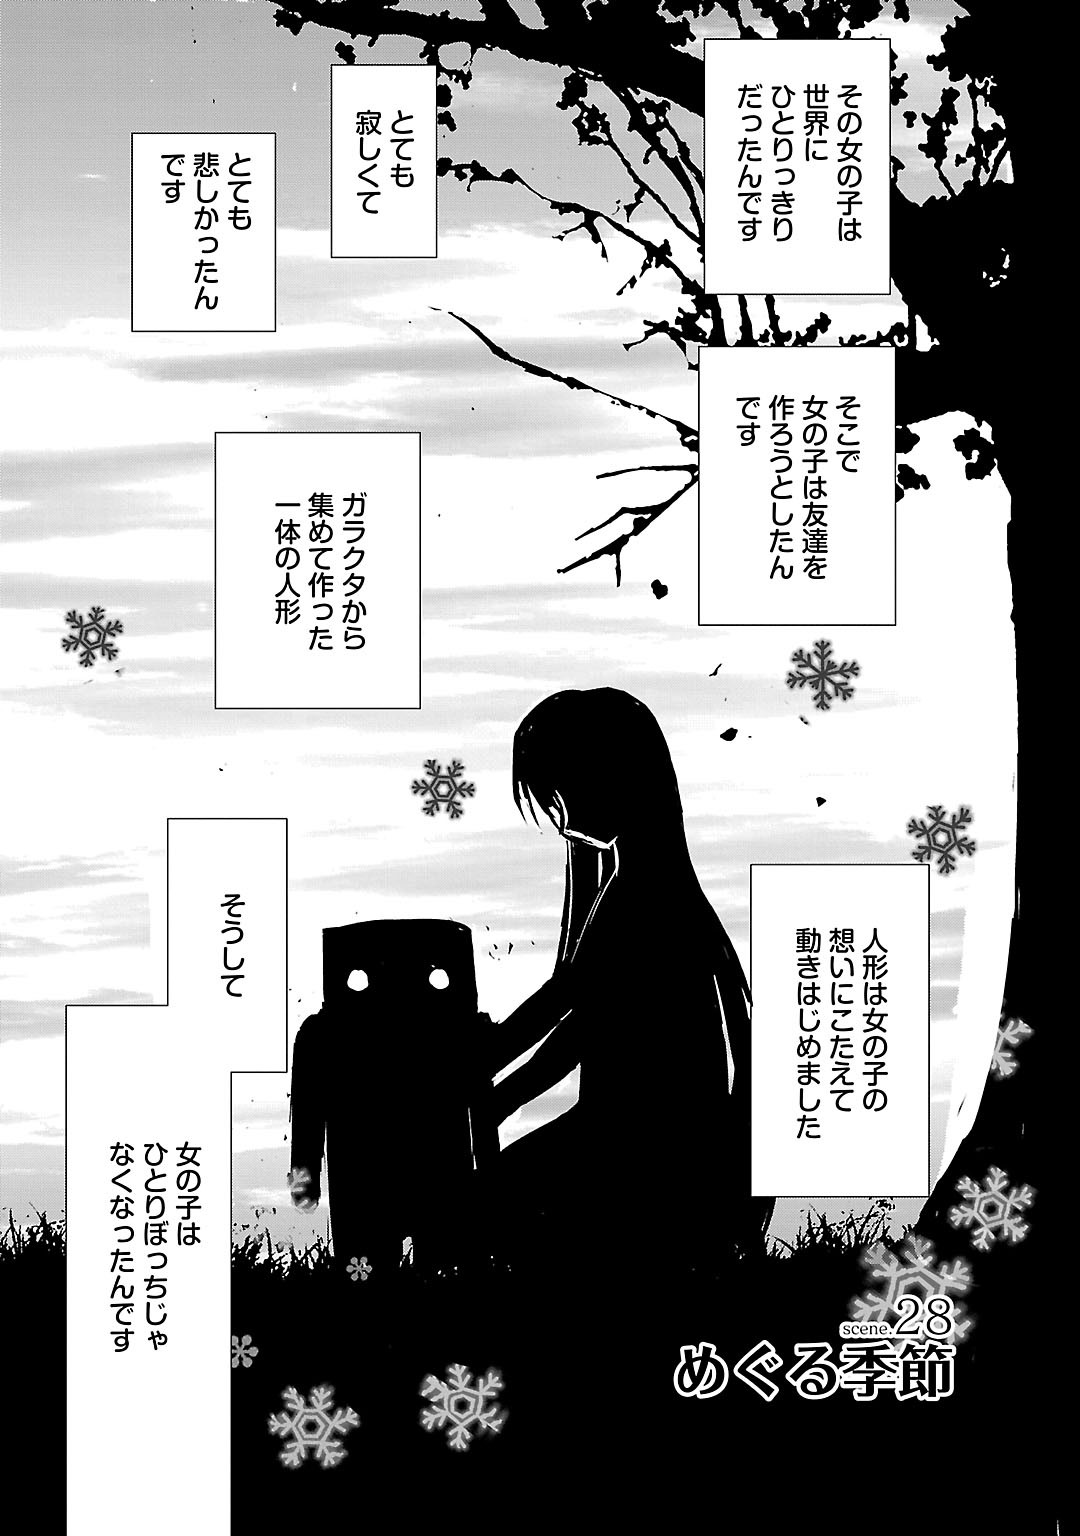 その女の子は
世界に
ひとりっきり
だったんです
とても
寂しくて
とても
悲しかったん
です
そこで
女の子は友達を
作ろうとしたん
です
ガラクタから
集めて作った
一体の人形
人形は女の子の
想いにこたえて
動きはじめました
そうして
女の子は
ひとりぼっちじゃ
なくなったんです
scene.28
めぐる季節